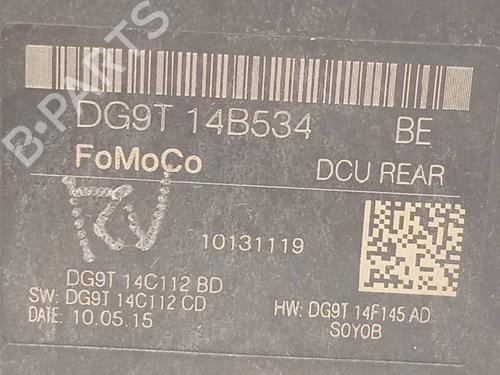 B-PARTS
DG9T 14B534 BE
FoMoCo DCU REAR
10131119
DG9T 14C112 BD
SW: DG9T 14C112 CD
DATE: 10.05.15
HW: DG9T 14F145 AD
S0Y0B